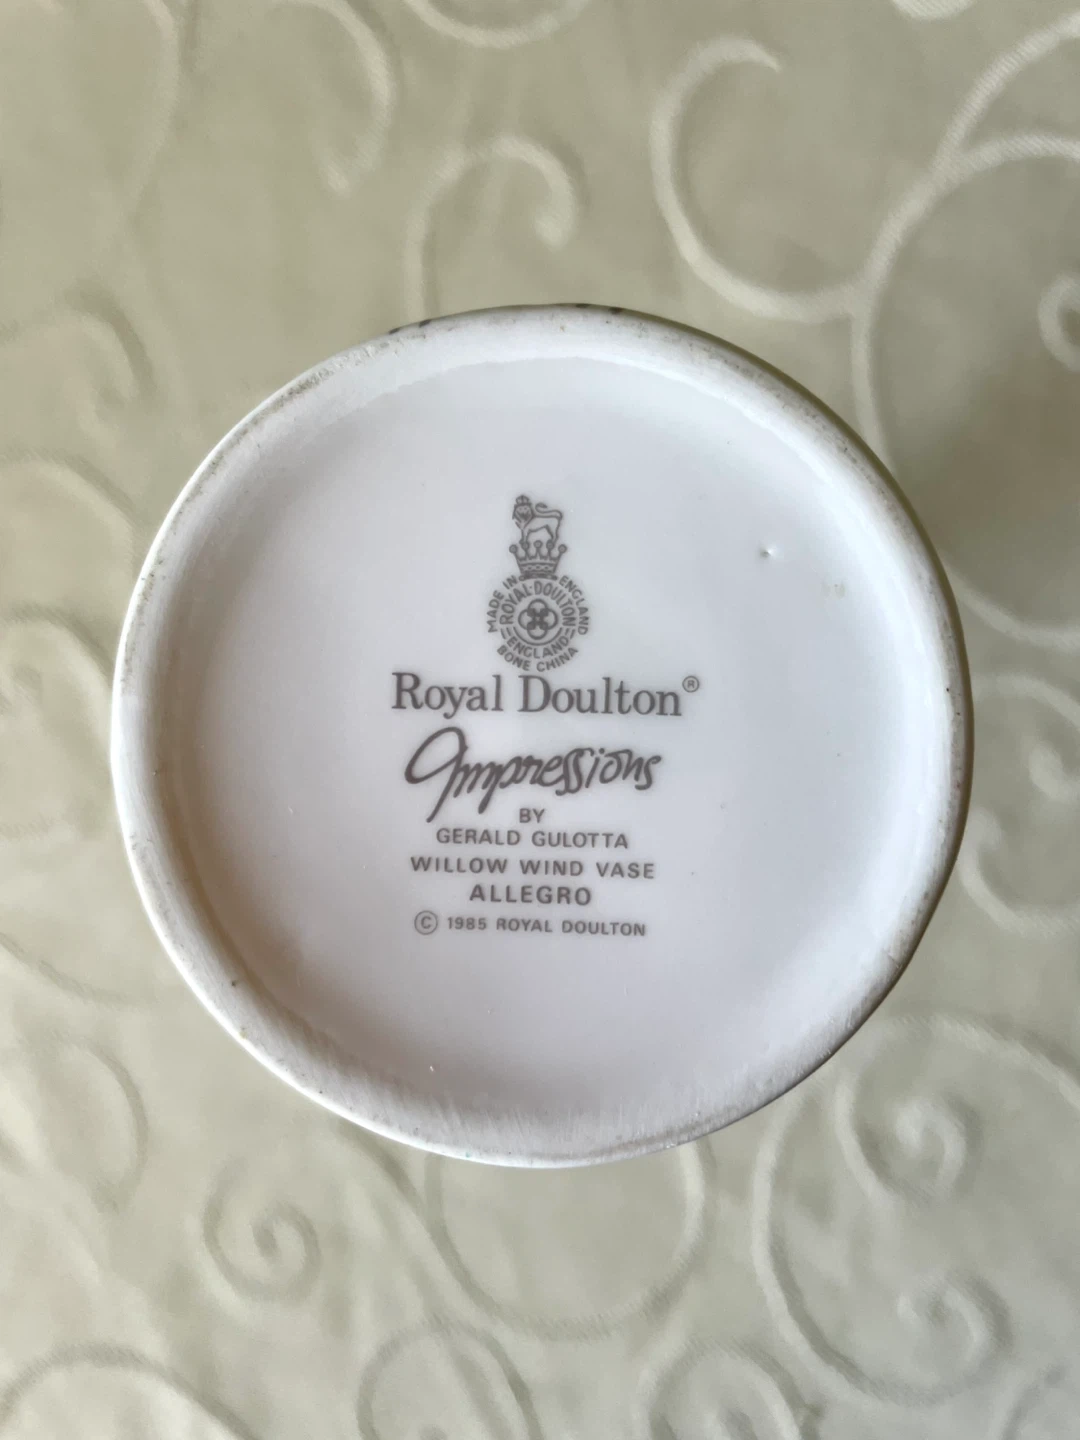 MADE IN ENGLAND
ROYAL·DOULTON
ENGLAND
BONE CHINA
Royal Doulton®
Impressions
BY
GERALD GULOTTA
WILLOW WIND VASE
ALLEGRO
© 1985 ROYAL DOULTON